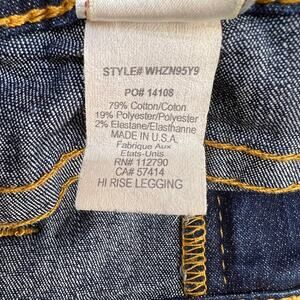 STYLE# WHZN95Y9
PO# 14108
79% Cotton/Coton
19% Polyester/Polyester
2% Elastane/Elasthanne
MADE IN U.S.A.
Fabrique Aux
Etats-Unis
RN# 112790
CA# 57414
HI RISE LEGGING